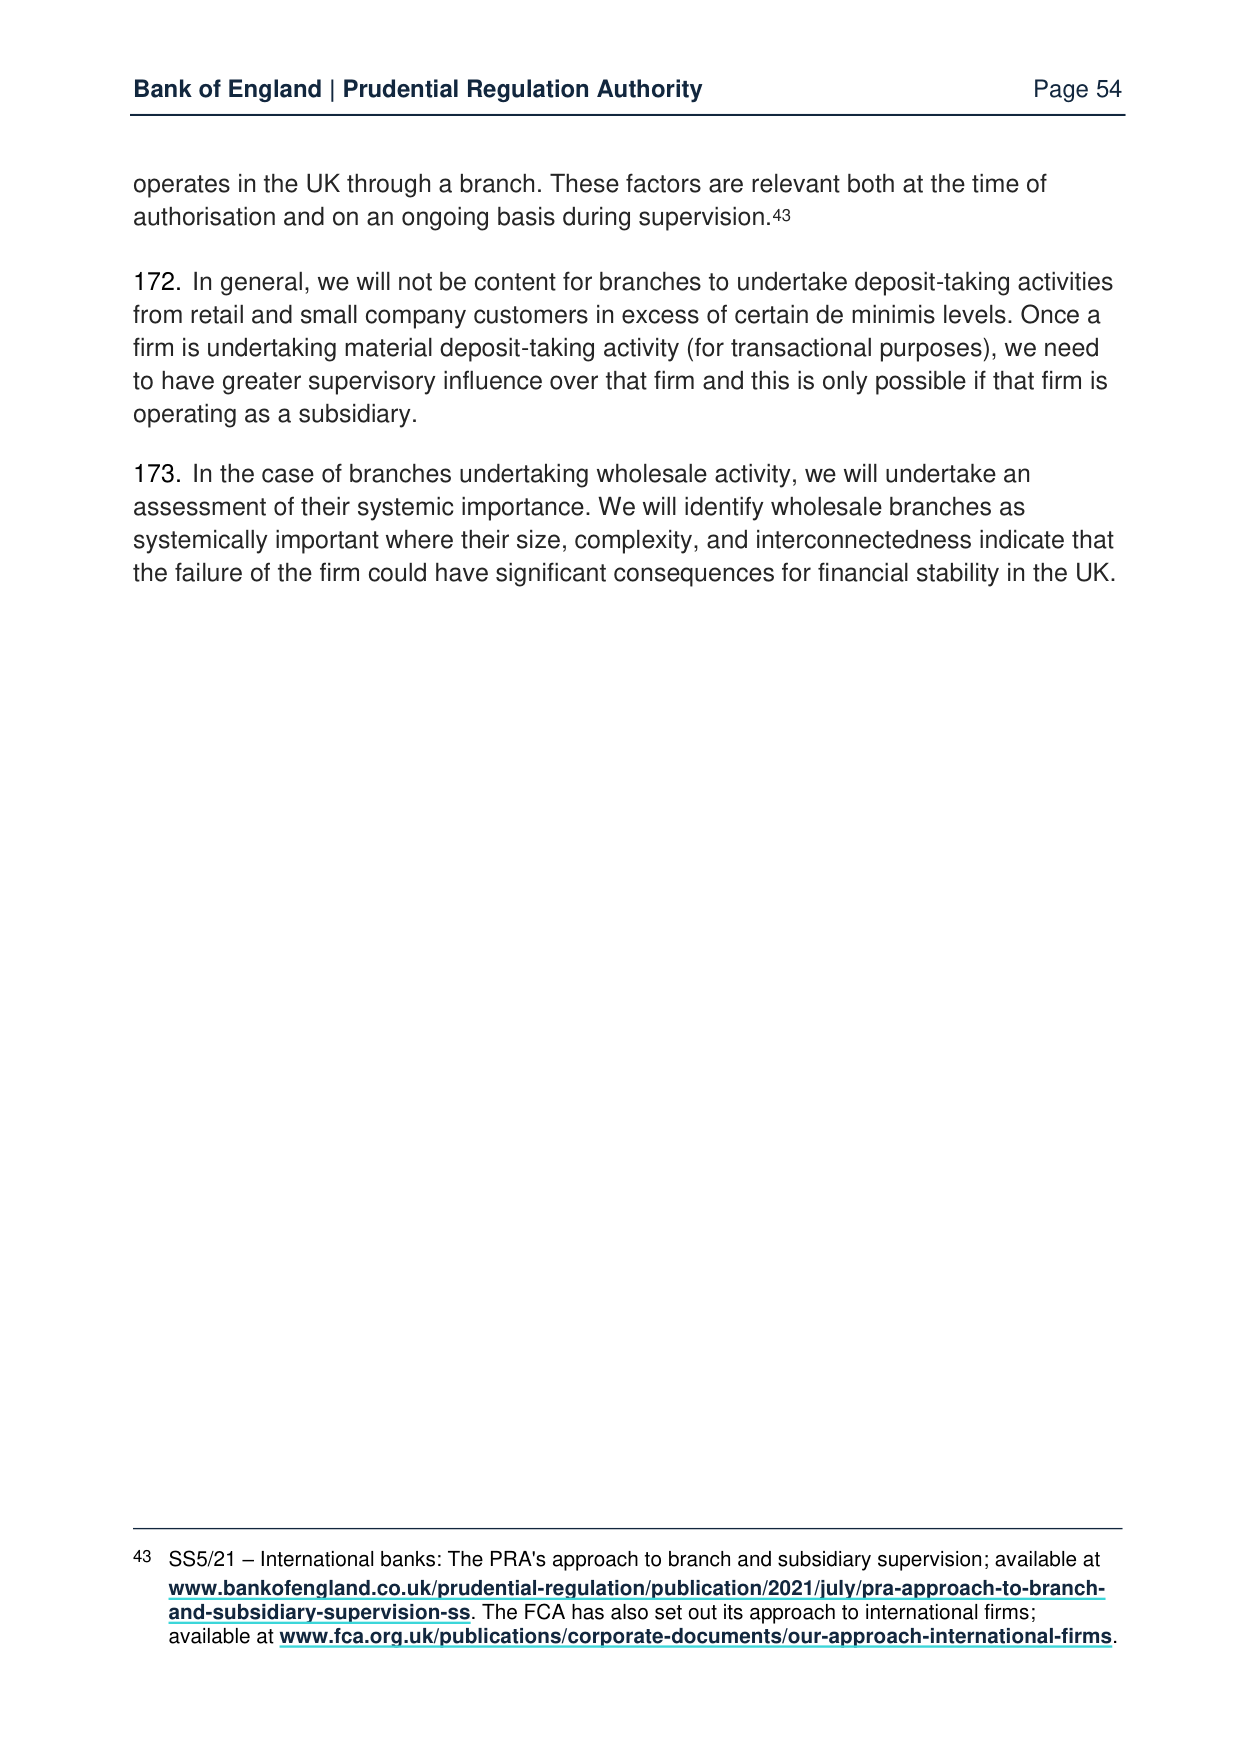 Bank of England | Prudential Regulation Authority Page 54
operates in the UK through a branch. These factors are relevant both at the time of
authorisation and on an ongoing basis during supervision.43
172. In general, we will not be content for branches to undertake deposit-taking activities
from retail and small company customers in excess of certain de minimis levels. Once a
firm is undertaking material deposit-taking activity (for transactional purposes), we need
to have greater supervisory influence over that firm and this is only possible if that firm is
operating as a subsidiary.
173. In the case of branches undertaking wholesale activity, we will undertake an
assessment of their systemic importance. We will identify wholesale branches as
systemically important where their size, complexity, and interconnectedness indicate that
the failure of the firm could have significant consequences for financial stability in the UK.
43 SS5/21 – International banks: The PRA's approach to branch and subsidiary supervision; available at
www.bankofengland.co.uk/prudential-regulation/publication/2021/july/pra-approach-to-branch-
and-subsidiary-supervision-ss. The FCA has also set out its approach to international firms;
available at www.fca.org.uk/publications/corporate-documents/our-approach-international-firms.